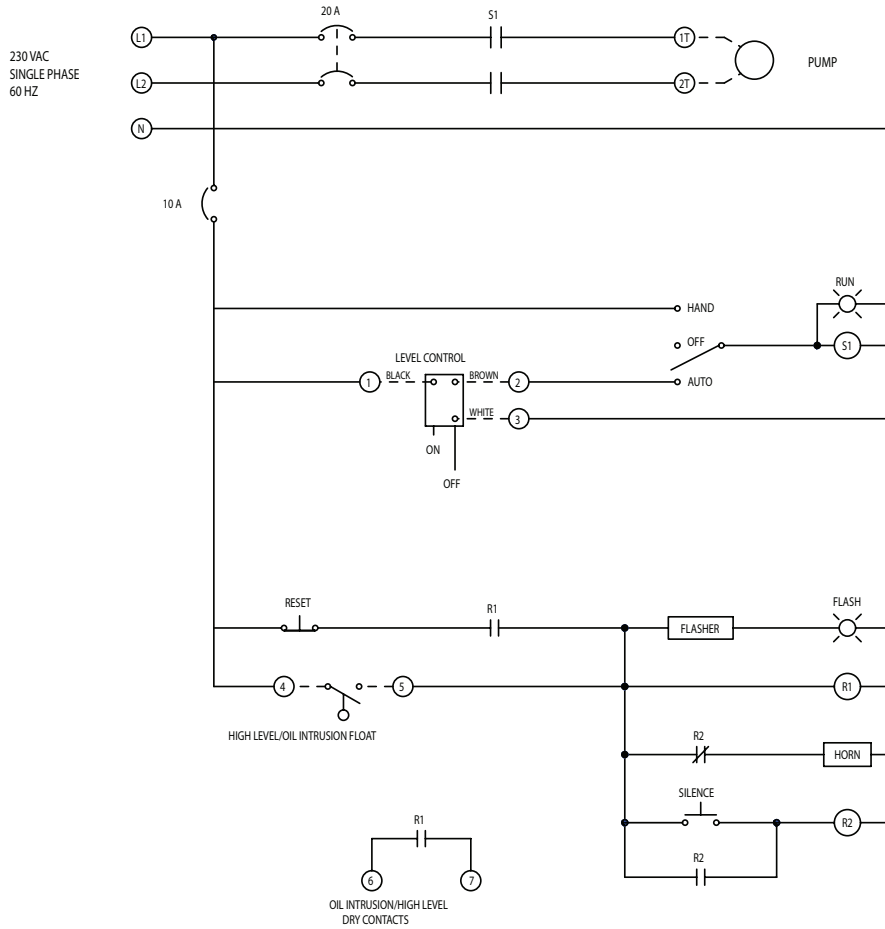 20 A
S1
L1
1T
230 VAC
SINGLE PHASE
60 HZ
PUMP
L2
2T
N
10 A
RUN
HAND
OFF
S1
LEVEL CONTROL
1
BLACK
BROWN
2
AUTO
WHITE
3
ON
OFF
RESET
R1
FLASH
FLASHER
4
5
R1
HIGH LEVEL/OIL INTRUSION FLOAT
R2
HORN
SILENCE
R1
R2
R2
6
7
OIL INTRUSION/HIGH LEVEL
DRY CONTACTS